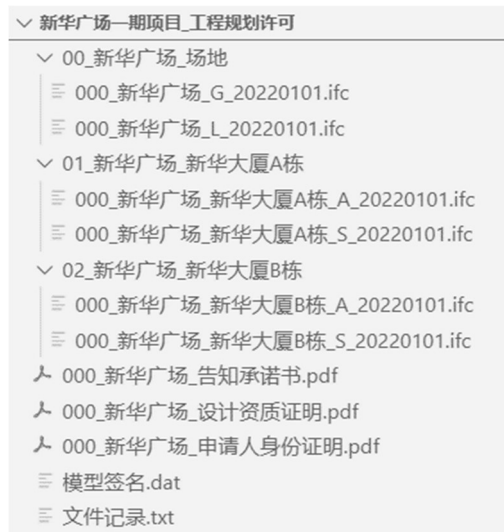 新华广场一期项目_工程规划许可
00_新华广场_场地
000_新华广场_G_20220101.ifc
000_新华广场_L_20220101.ifc
01_新华广场_新华大厦A栋
000_新华广场_新华大厦A栋_A_20220101.ifc
000_新华广场_新华大厦A栋_S_20220101.ifc
02_新华广场_新华大厦B栋
000_新华广场_新华大厦B栋_A_20220101.ifc
000_新华广场_新华大厦B栋_S_20220101.ifc
000_新华广场_告知承诺书.pdf
000_新华广场_设计资质证明.pdf
000_新华广场_申请人身份证明.pdf
模型签名.dat
文件记录.txt